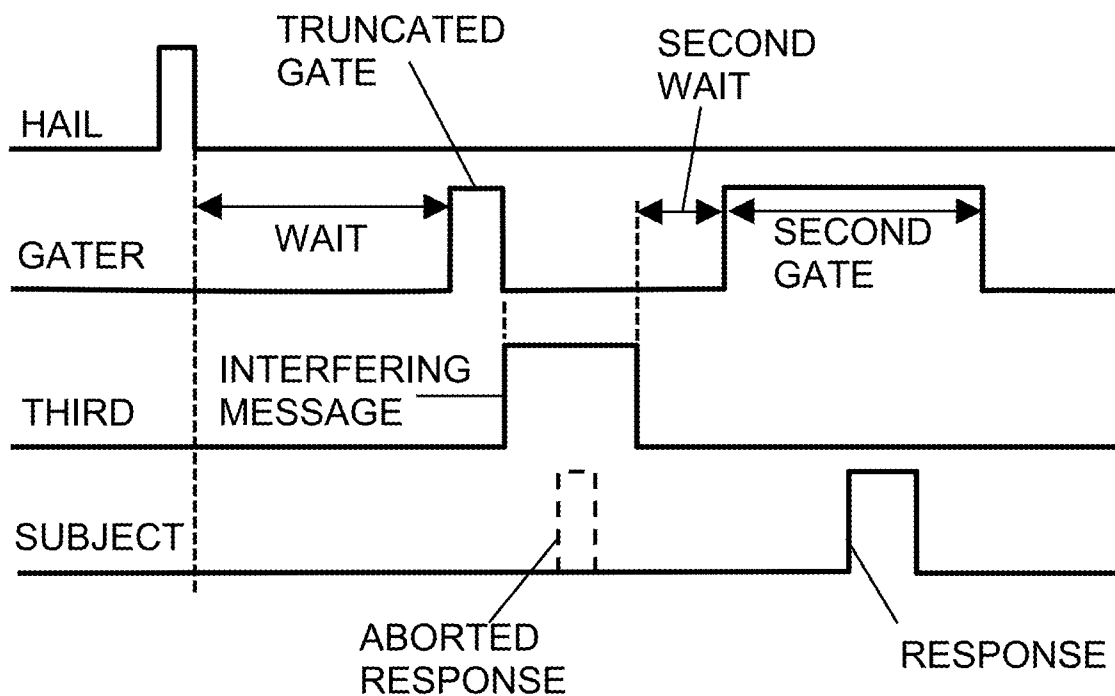 TRUNCATED
GATE
SECOND
WAIT
HAIL
WAIT
SECOND
GATE
GATER
INTERFERING
MESSAGE
THIRD
SUBJECT
ABORTED
RESPONSE
RESPONSE